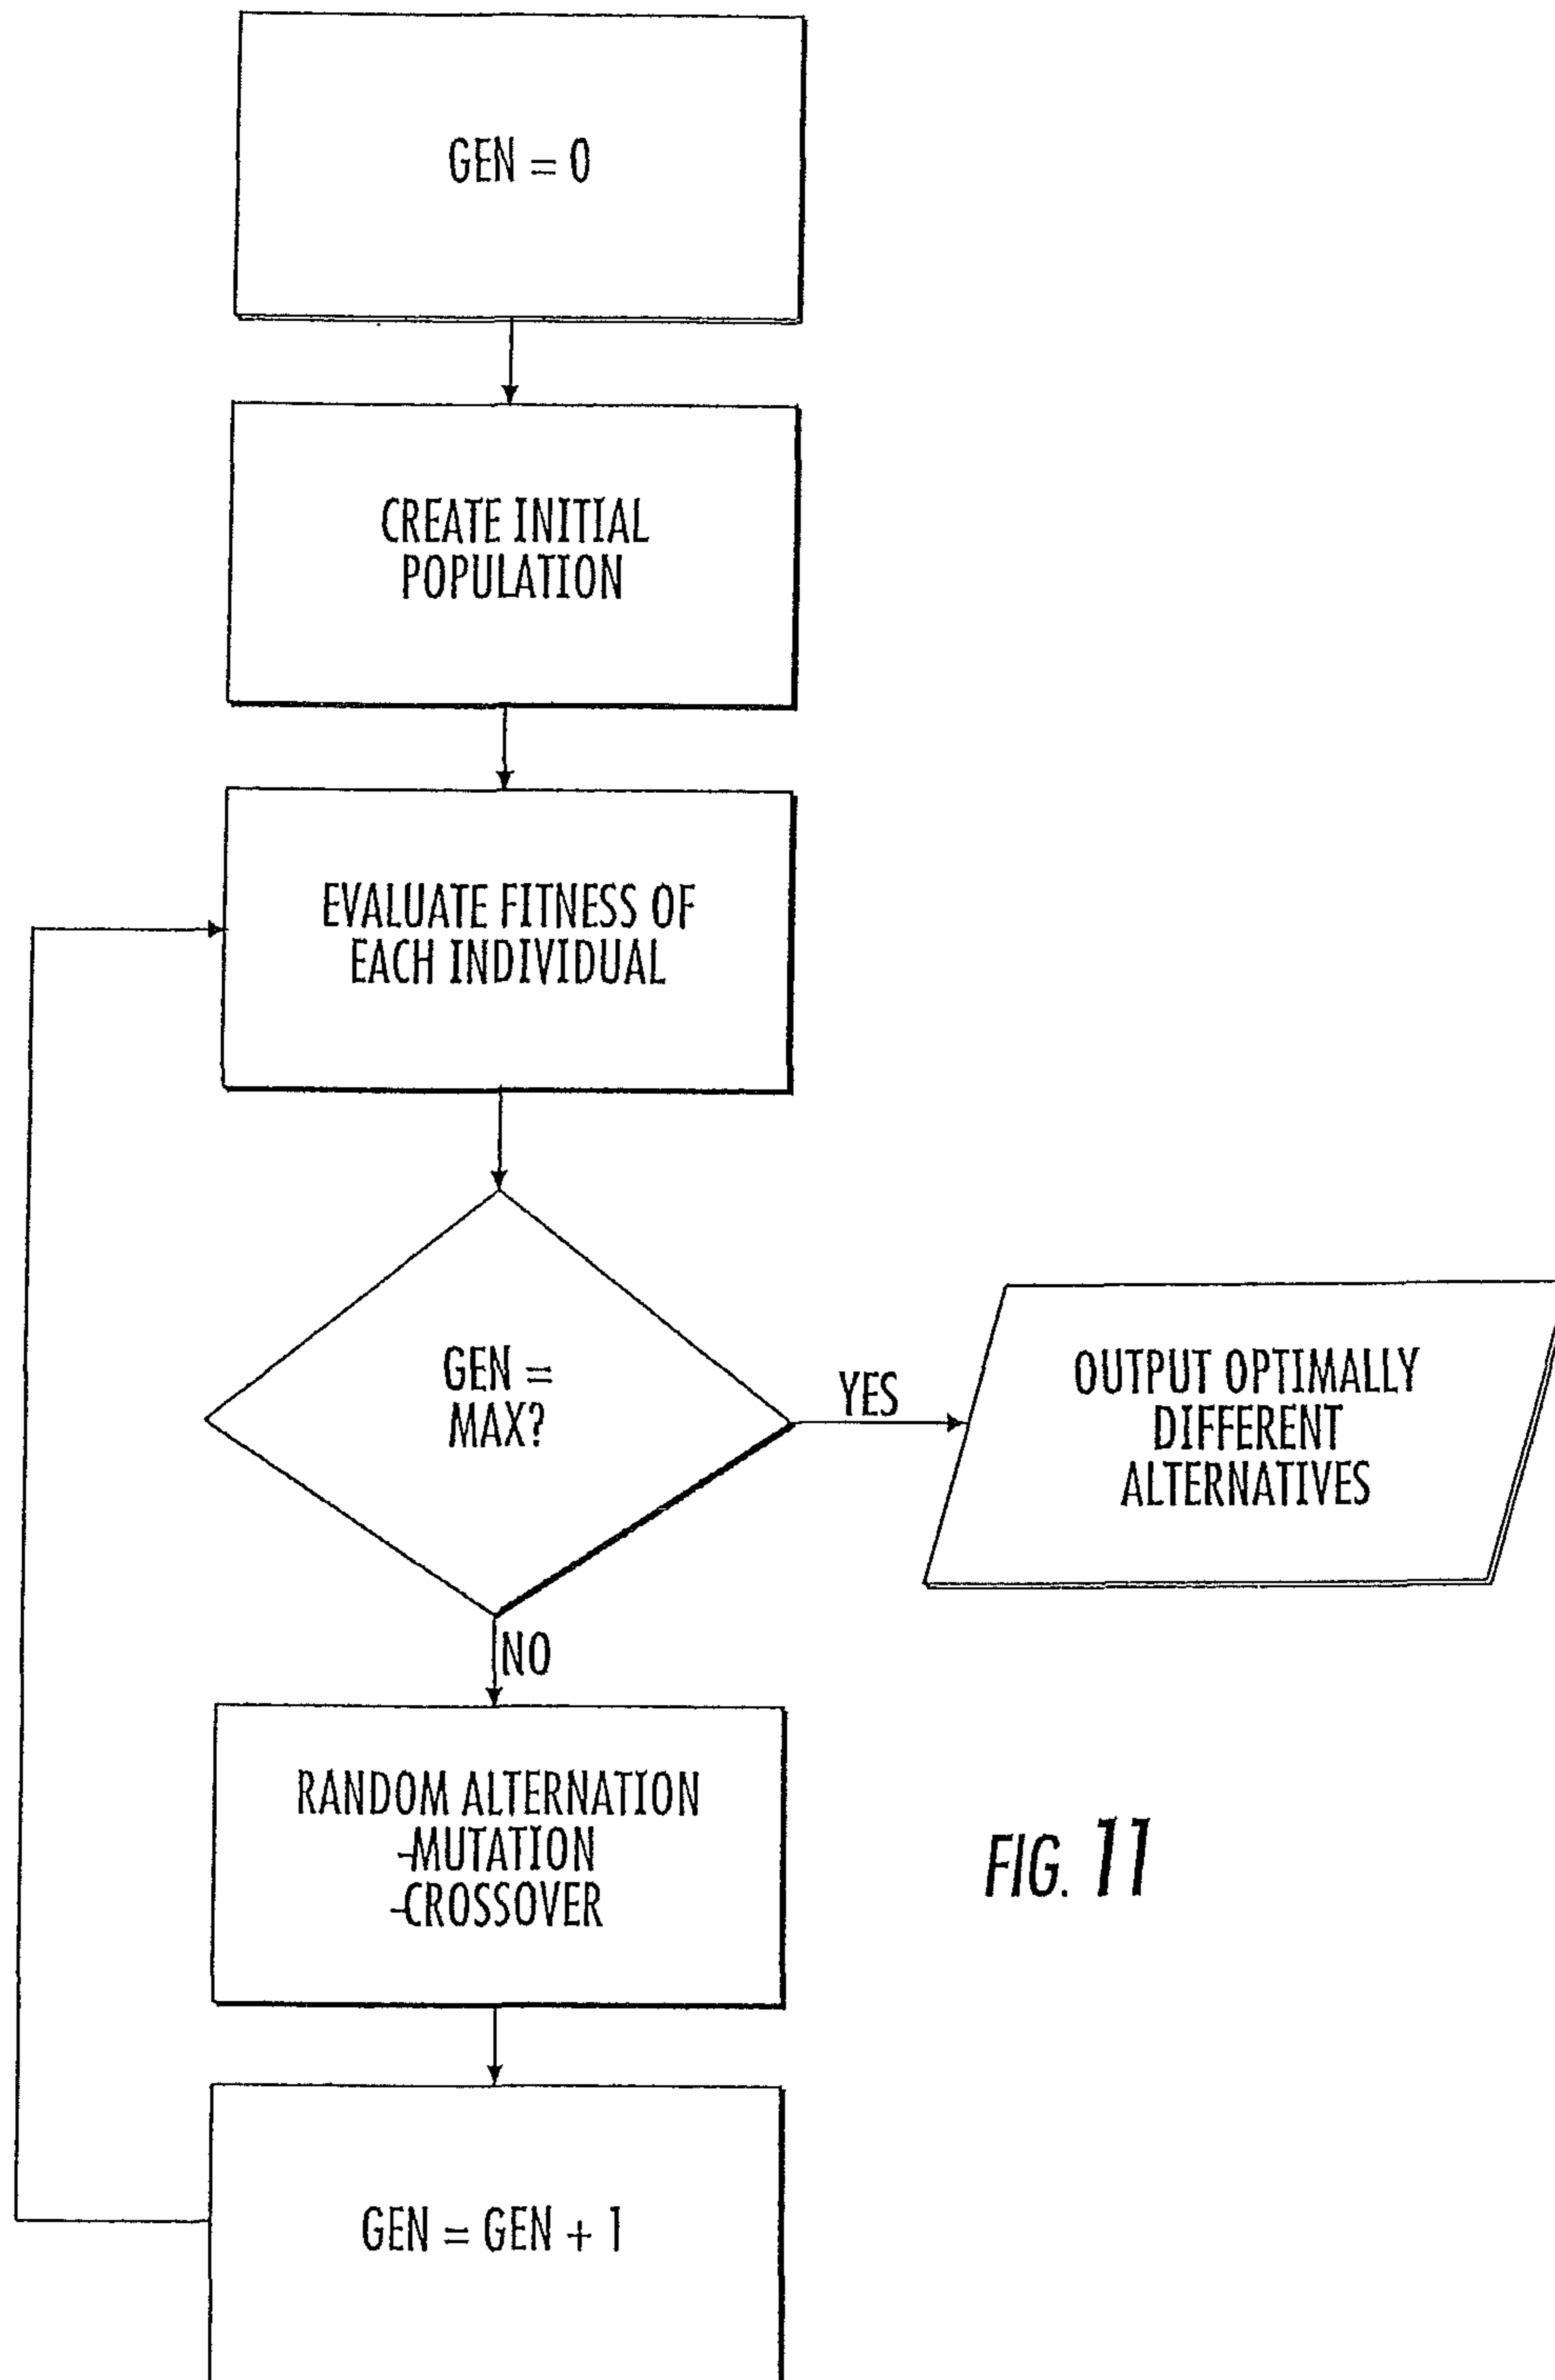 GEN = 0
CREATE INITIAL
POPULATION
EVALUATE FITNESS OF
EACH INDIVIDUAL
GEN =
MAX?
YES
OUTPUT OPTIMALLY
DIFFERENT
ALTERNATIVES
NO
RANDOM ALTERNATION
-MUTATION
-CROSSOVER
FIG. 11
GEN = GEN + 1